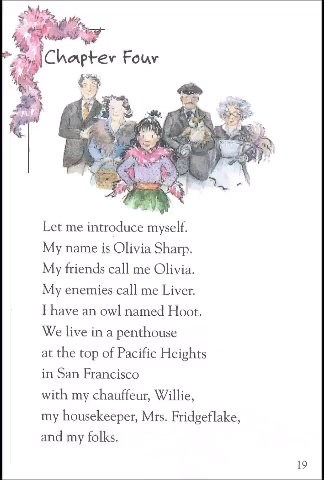 Chapter Four
Let me introduce myself.
My name is Olivia Sharp.
My friends call me Olivia.
My enemies call me Liver.
I have an owl named Hoot.
We live in a penthouse
at the top of Pacific Heights
in San Francisco
with my chauffeur, Willie,
my housekeeper, Mrs. Fridgeflake,
and my folks.
19